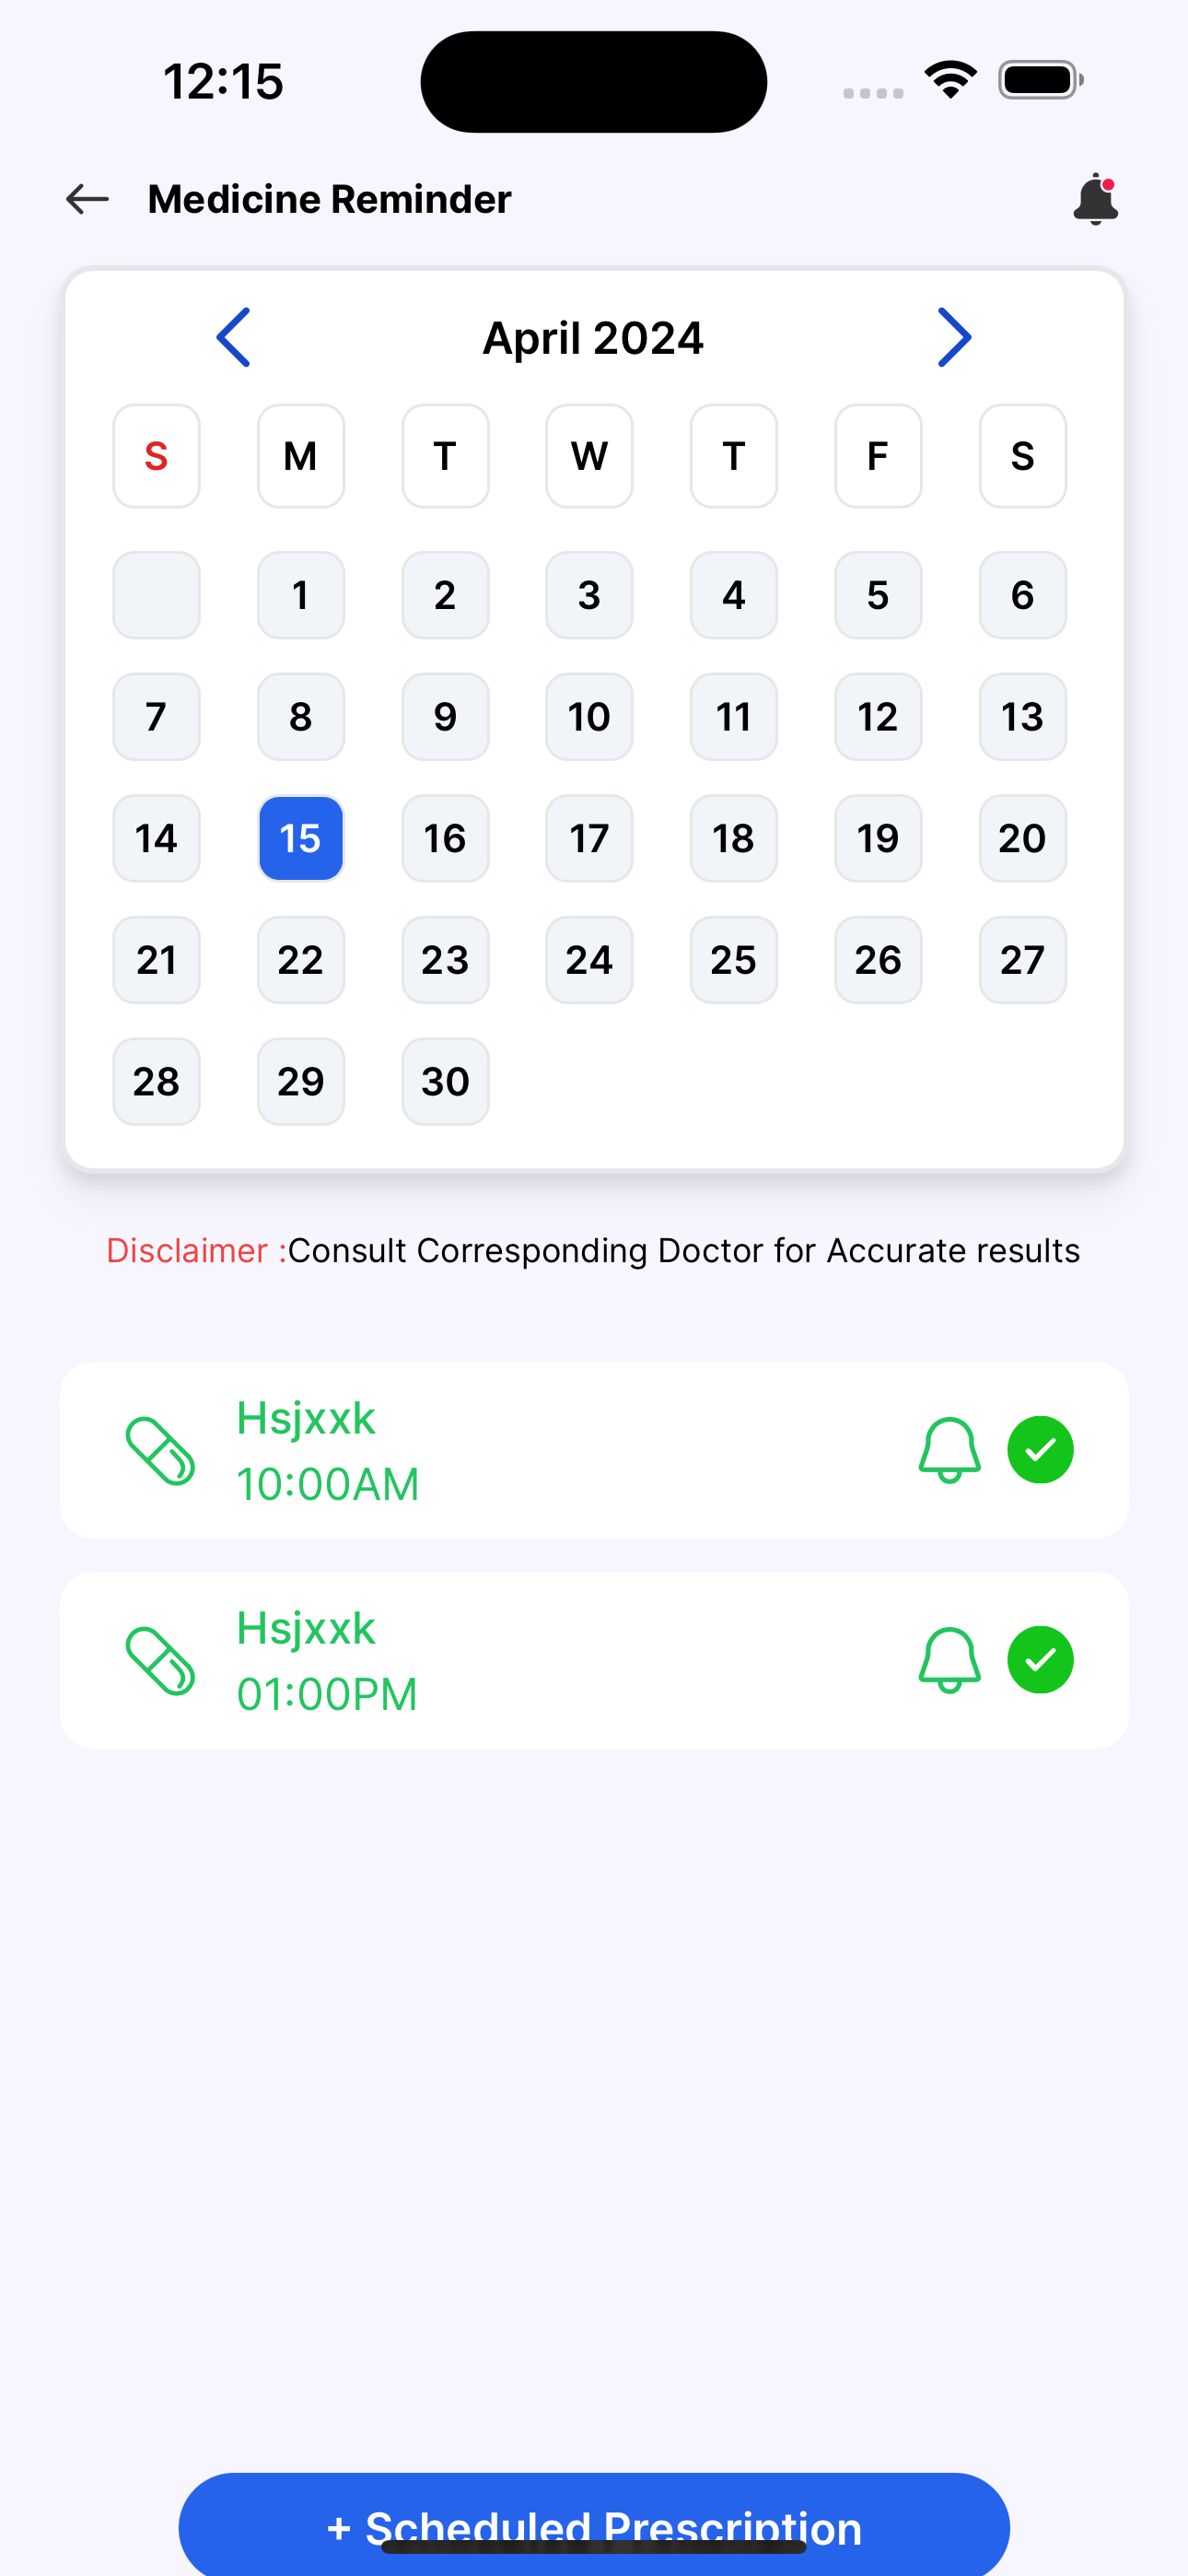 12:15
Medicine Reminder
April 2024
S M T W T F S
1 2 3 4 5 6
7 8 9 10 11 12 13
14 15 16 17 18 19 20
21 22 23 24 25 26 27
28 29 30
Disclaimer :Consult Corresponding Doctor for Accurate results
Hsjxxk
10:00AM
Hsjxxk
01:00PM
+ Scheduled Prescription